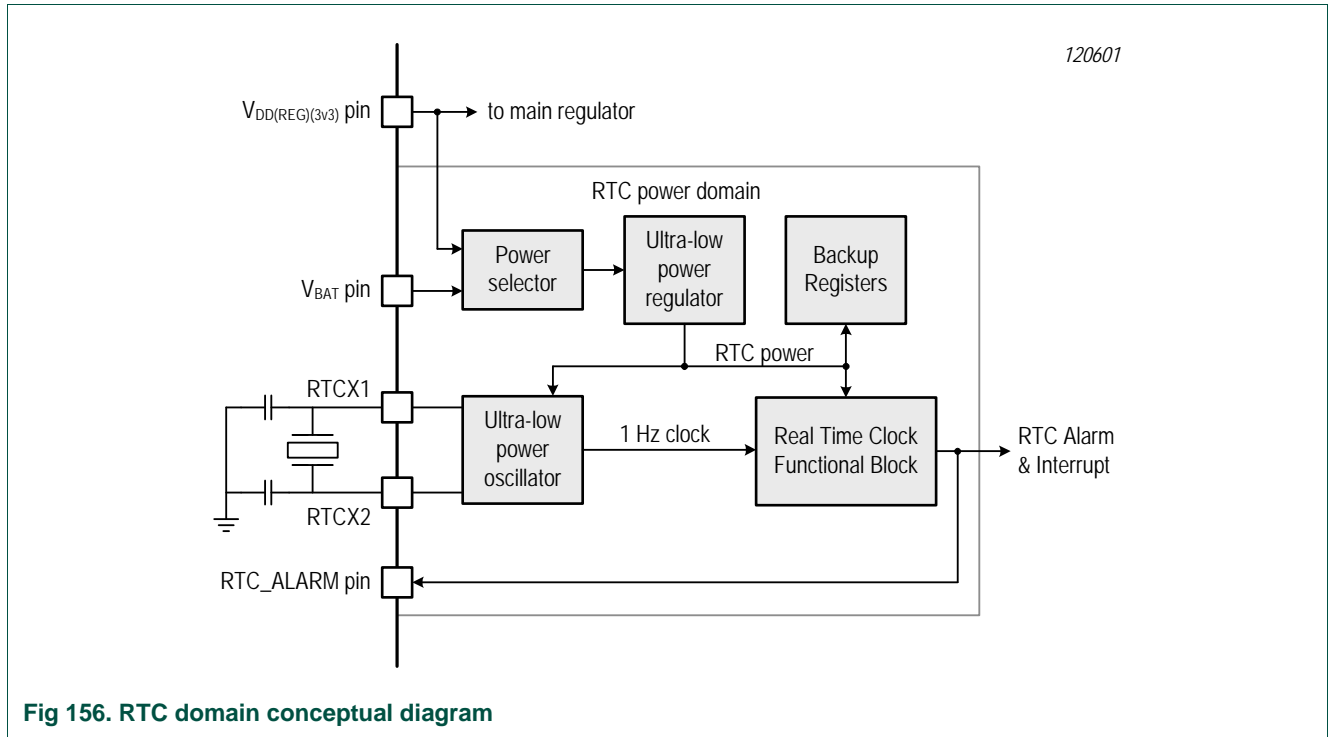 120601
VDD(REG)(3v3) pin
to main regulator
RTC power domain
Power
selector
Ultra-low
power
regulator
Backup
Registers
VBAT pin
RTC power
RTCX1
Ultra-low
power
oscillator
1 Hz clock
Real Time Clock
Functional Block
RTC Alarm
& Interrupt
RTCX2
RTC_ALARM pin
Fig 156. RTC domain conceptual diagram